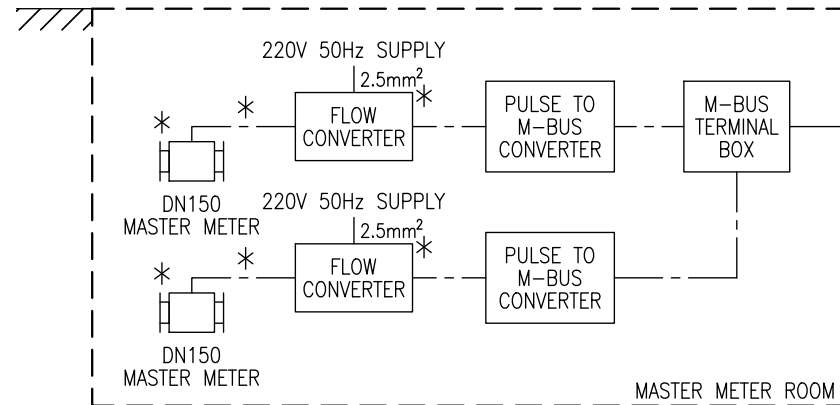 220V 50Hz SUPPLY
2.5mm²
FLOW
CONVERTER
PULSE TO
M-BUS
CONVERTER
M-BUS
TERMINAL
BOX
DN150
MASTER METER
220V 50Hz SUPPLY
2.5mm²
FLOW
CONVERTER
PULSE TO
M-BUS
CONVERTER
DN150
MASTER METER
MASTER METER ROOM